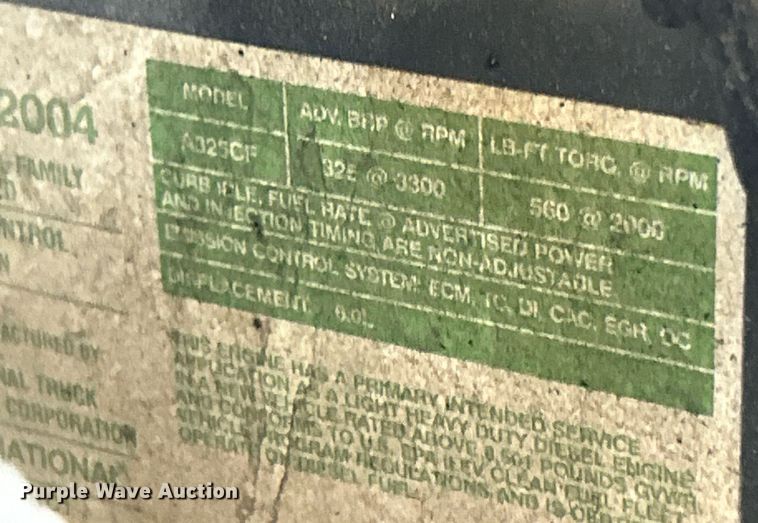 2004
FAMILY
NTROL
N
ACTURED BY:
AL TRUCK
CORPORATION
NATIONAL
MODEL
ADV. BHP @ RPM
LB-FT TORQ. @ RPM
A325CF
325 @ 3300
560 @ 2000
CURB IDLE, FUEL RATE @ ADVERTISED POWER
AND INJECTION TIMING ARE NON-ADJUSTABLE
EMISSION CONTROL SYSTEM: ECM, TC, DI, CAC, EGR, OC
DISPLACEMENT 6.0L
THIS ENGINE HAS A PRIMARY INTENDED SERVICE
APPLICATION AS A LIGHT HEAVY DUTY DIESEL ENGINE
IN A NEW VEHICLE RATED ABOVE 8,501 POUNDS GVWR
AND CONFORMS TO U.S. EPA CLEAN FUEL FLEET
VEHICLE PROGRAM REGULATIONS, AND IS
OPERATE ON DIESEL FUEL.
Purple Wave Auction